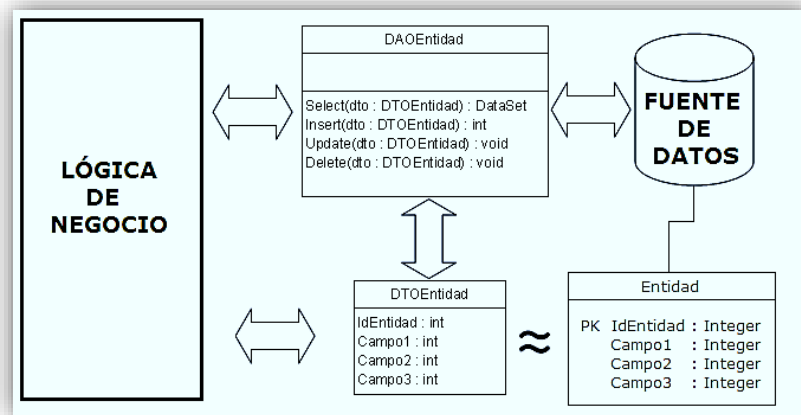 LÓGICA
DE
NEGOCIO
DAOEntidad
Select(dto : DTOEntidad) : DataSet
Insert(dto : DTOEntidad) : int
Update(dto : DTOEntidad) : void
Delete(dto : DTOEntidad) : void
FUENTE
DE
DATOS
DTOEntidad
IdEntidad : int
Campo1 : int
Campo2 : int
Campo3 : int
≈
Entidad
PK IdEntidad : Integer
Campo1 : Integer
Campo2 : Integer
Campo3 : Integer